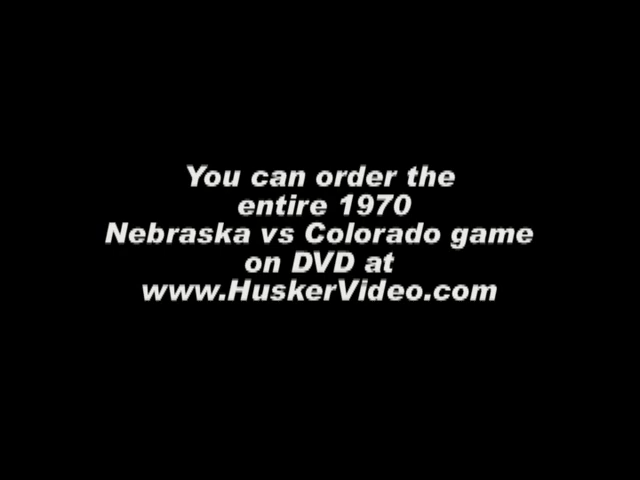 You can order the
entire 1970
Nebraska vs Colorado game
on DVD at
www.HuskerVideo.com